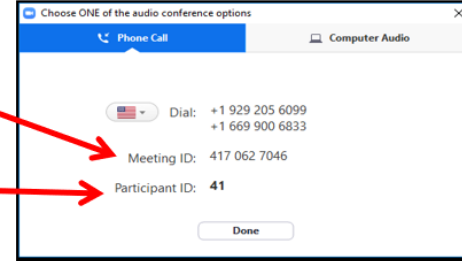 Choose ONE of the audio conference options
Phone Call
Computer Audio
Dial: +1 929 205 6099
+1 669 900 6833
Meeting ID: 417 062 7046
Participant ID: 41
Done